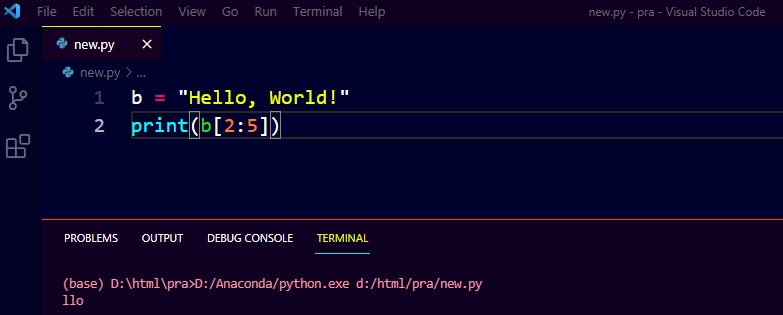 File Edit Selection View Go Run Terminal Help new.py - pra - Visual Studio Code
new.py ×
new.py > ...
1 b = "Hello, World!"
2 print(b[2:5])
PROBLEMS OUTPUT DEBUG CONSOLE TERMINAL
(base) D:\html\pra>D:/Anaconda/python.exe d:/html/pra/new.py
llo